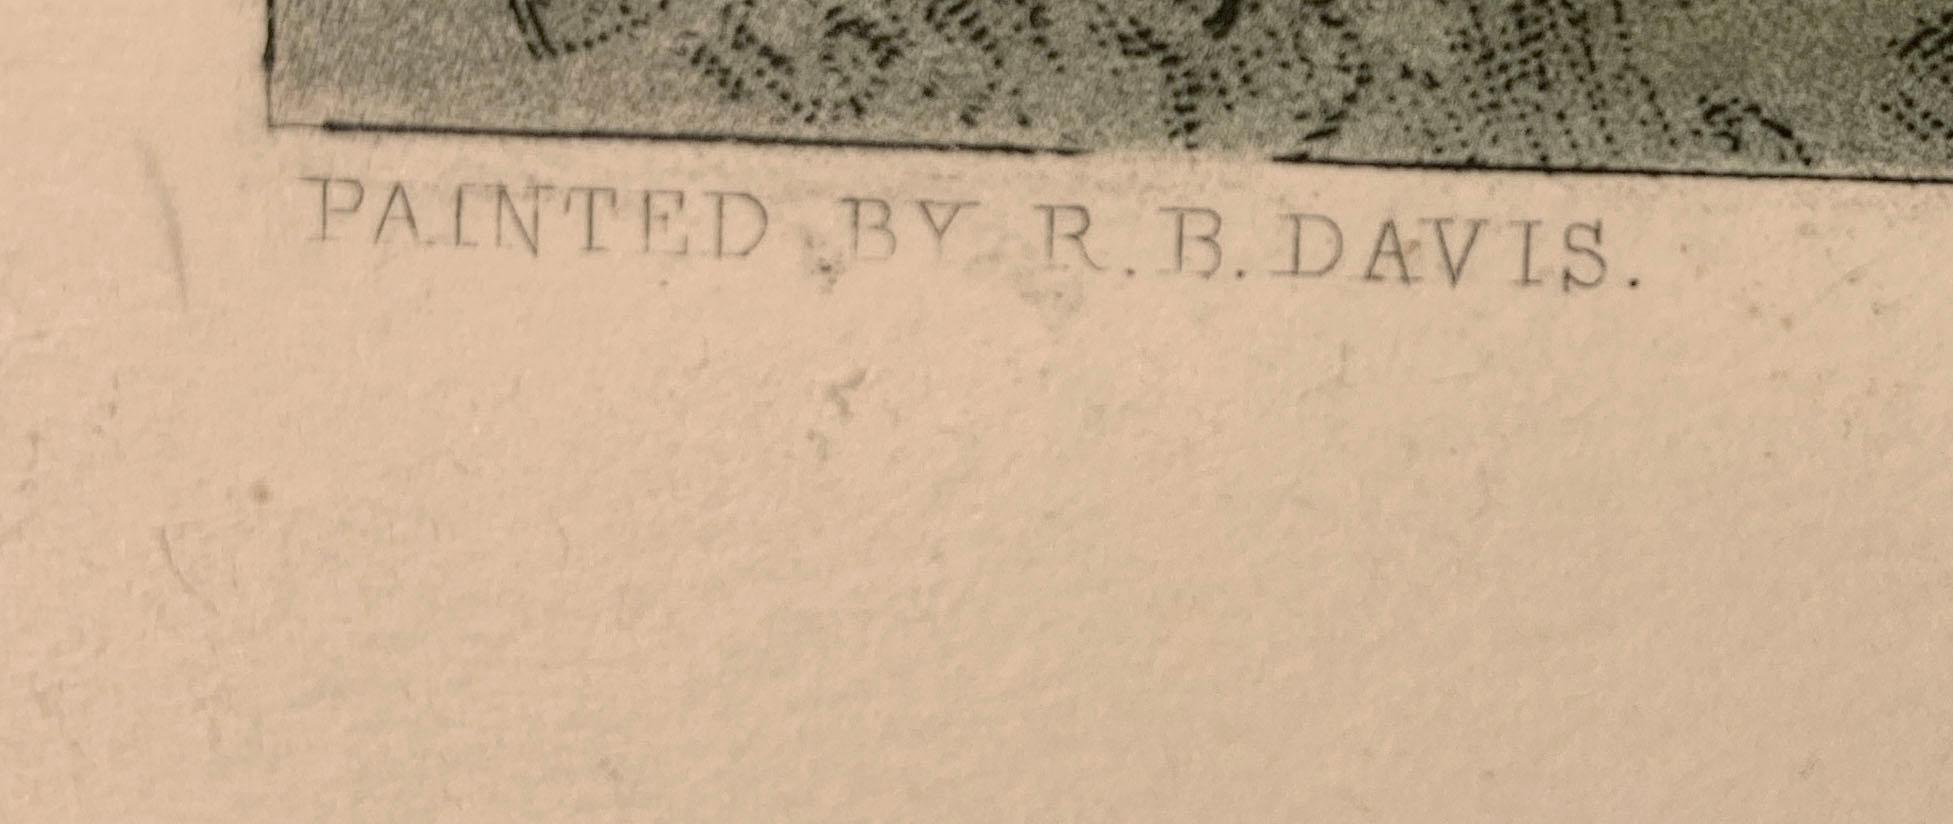 PAINTED BY R. B. DAVIS.